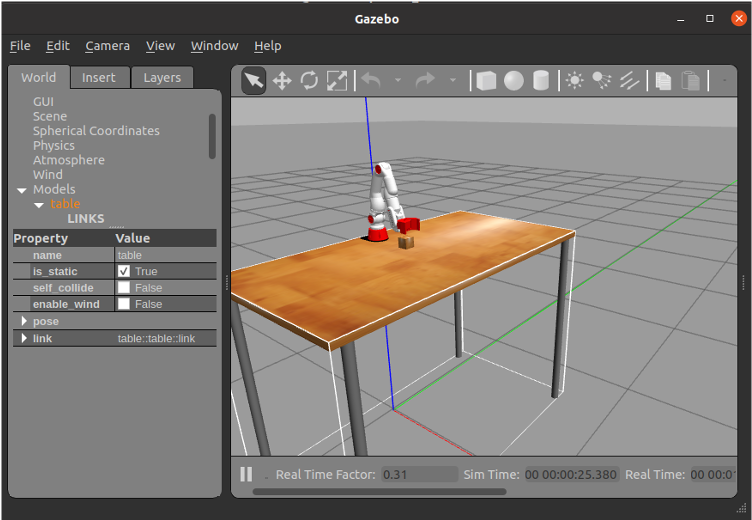 Gazebo
File Edit Camera View Window Help
World Insert Layers
GUI
Scene
Spherical Coordinates
Physics
Atmosphere
Wind
Models
table
LINKS
Property Value
name table
is_static True
self_collide False
enable_wind False
pose
link table::table::link
Real Time Factor: 0.31 Sim Time: 00 00:00:25.380 Real Time: 00 00:0